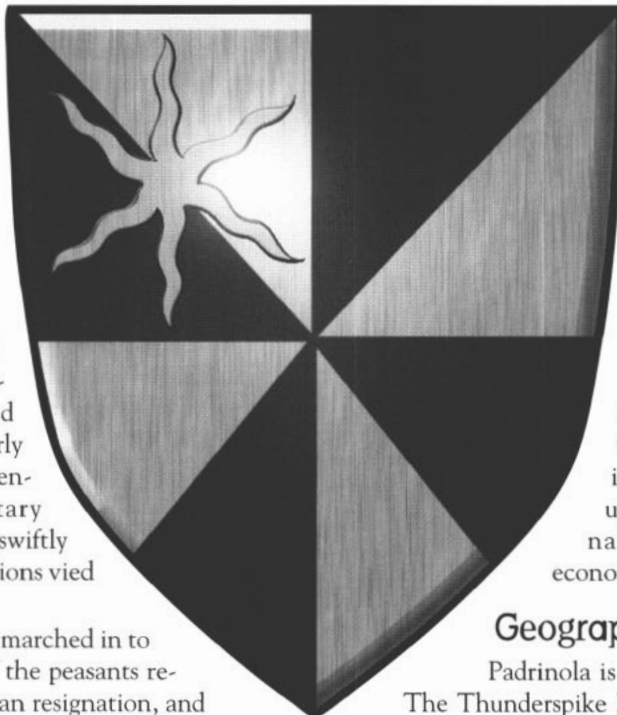 -
d
rly
en-
tary
swiftly
ions vied
marched in to
f the peasants re-
an resignation, and
i
u
na
econo
Geograp
Padrinola is
The Thunderspike